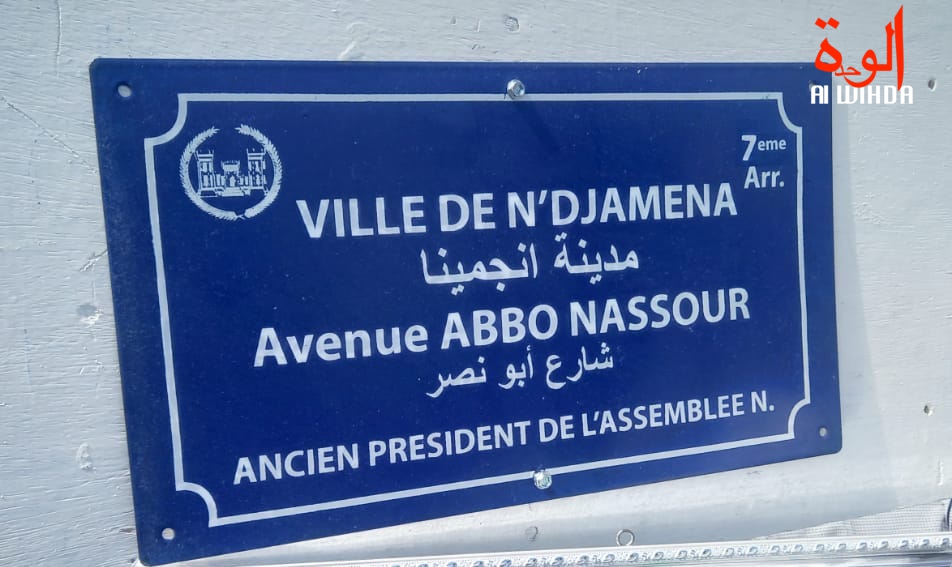 الوحدة
Al WIHDA
7eme
Arr.
VILLE DE N'DJAMENA
مدينة انجمينا
Avenue ABBO NASSOUR
شارع أبو نصر
ANCIEN PRESIDENT DE L'ASSEMBLEE N.